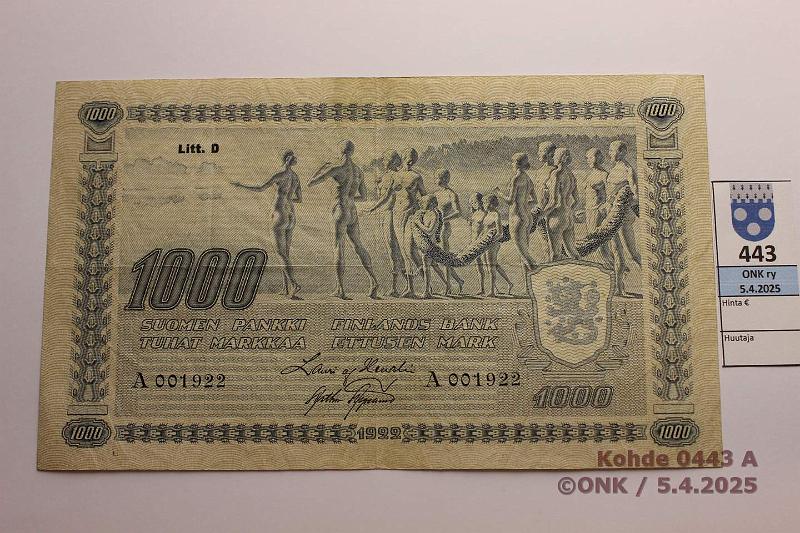 1000
1000
Litt. D
1000
SUOMEN PANKKI FINLANDS BANK
TUHAT MARKKAA ETTUSEN MARK
A 001922
A 001922
1000
1000
1922
1000
443
ONK ry
5.4.2025
Hinta €
Huutaja
Kohde 0443 A
©ONK / 5.4.2025